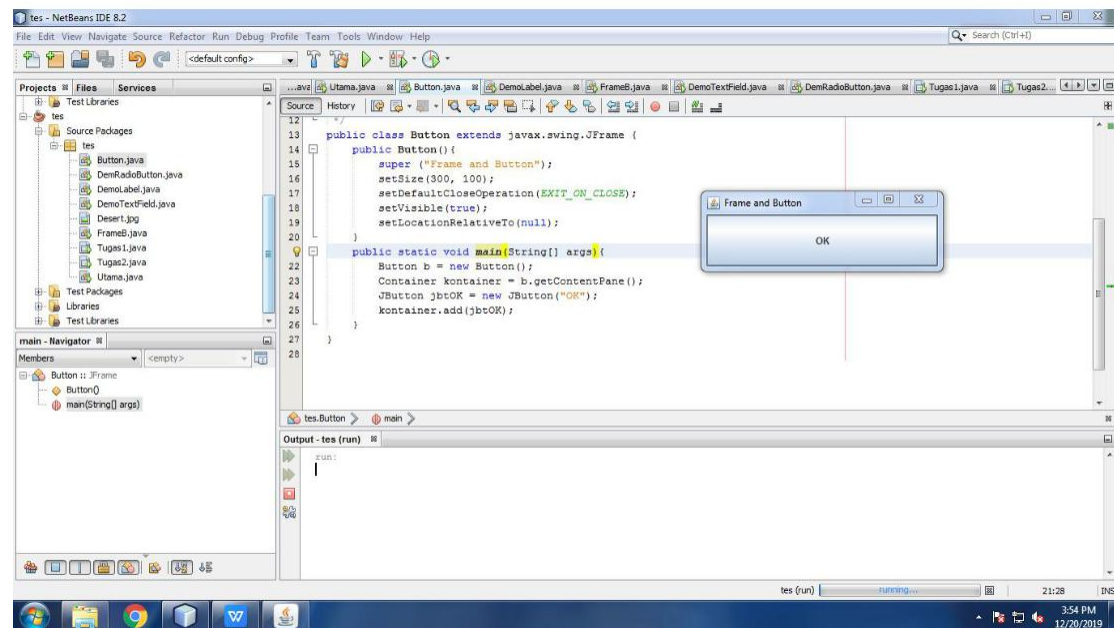 tes - NetBeans IDE 8.2
File Edit View Navigate Source Refactor Run Debug Profile Team Tools Window Help
Search (Ctrl+I)
<default config>
Projects Files Services
Test Libraries
tes
Source Packages
tes
Button.java
DemRadioButton.java
DemoLabel.java
DemoTextField.java
Desert.jpg
FrameB.java
Tugas1.java
Tugas2.java
Utama.java
Test Packages
Libraries
Test Libraries
main - Navigator
Members <empty>
Button :: JFrame
Button()
main(String[] args)
...ava Utama.java Button.java DemoLabel.java FrameB.java DemoTextField.java DemRadioButton.java Tugas1.java Tugas2....
Source History
12 */
13 public class Button extends javax.swing.JFrame {
14 public Button(){
15 super ("Frame and Button");
16 setSize(300, 100);
17 setDefaultCloseOperation(EXIT_ON_CLOSE);
18 setVisible(true);
19 setLocationRelativeTo(null);
20 }
public static void main(String[] args){
22 Button b = new Button();
23 Container kontainer = b.getContentPane();
24 JButton jbtOK = new JButton("OK");
25 kontainer.add(jbtOK);
26 }
27 }
28
Frame and Button
OK
tes.Button main
Output - tes (run)
run:
tes (run) running... 21:28 INS
3:54 PM
12/20/2019